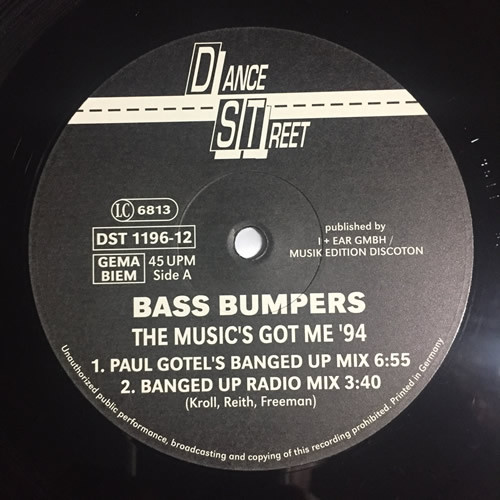 DANCE
STREET
LC 6813
DST 1196-12
GEMA
BIEM
45 UPM
Side A
published by
I + EAR GMBH /
MUSIK EDITION DISCOTON
BASS BUMPERS
THE MUSIC'S GOT ME '94
1. PAUL GOTEL'S BANGED UP MIX 6:55
2. BANGED UP RADIO MIX 3:40
(Kroll, Reith, Freeman)
Unauthorized public performance, broadcasting and copying of this recording prohibited. Printed in Germany